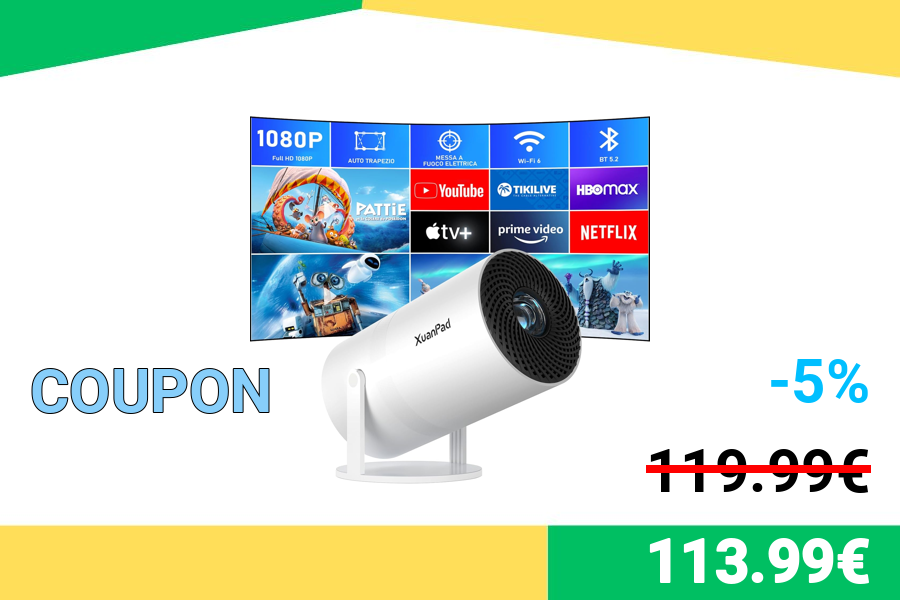 1080P
Full HD 1080P
AUTO TRAPEZIO
MESSA A
FUOCO ELETTRICA
Wi-Fi 6
BT 5.2
YouTube
TIKILIVE
HBOmax
PATTiE
tv+
prime video
NETFLIX
XuanPad
COUPON
-5%
119.99€
113.99€